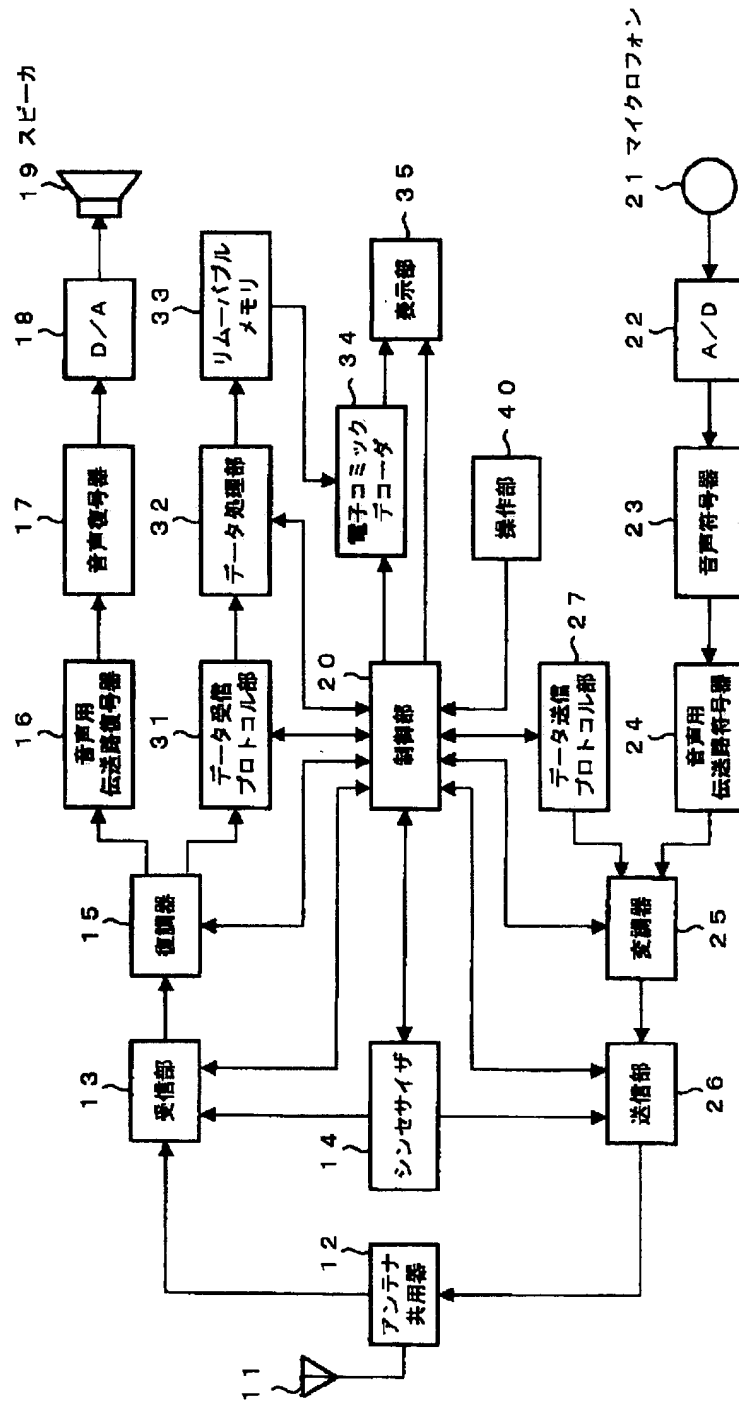 11
12
アンテナ
共用器
13
受信部
14
シンセサイザ
15
復調器
16
音声用
伝送路復号器
17
音声復号器
18
D/A
19 スピーカ
31
データ受信
プロトコル部
32
データ処理部
33
リムーバブル
メモリ
34
電子コミック
デコーダ
35
表示部
20
制御部
40
操作部
27
データ送信
プロトコル部
26
送信部
25
変調器
24
音声用
伝送路符号器
23
音声符号器
22
A/D
21 マイクロフォン